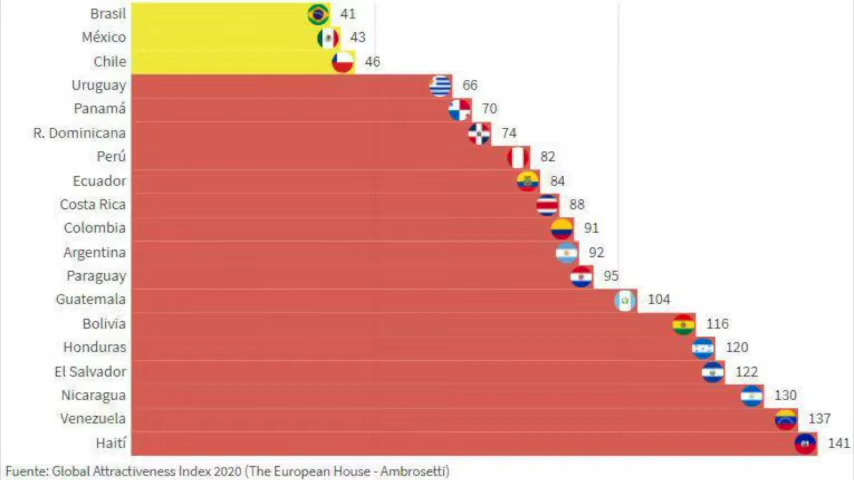 Brasil 41
México 43
Chile 46
Uruguay 66
Panamá 70
R. Dominicana 74
Perú 82
Ecuador 84
Costa Rica 88
Colombia 91
Argentina 92
Paraguay 95
Guatemala 104
Bolivia 116
Honduras 120
El Salvador 122
Nicaragua 130
Venezuela 137
Haití 141
Fuente: Global Attractiveness Index 2020 (The European House - Ambrosetti)